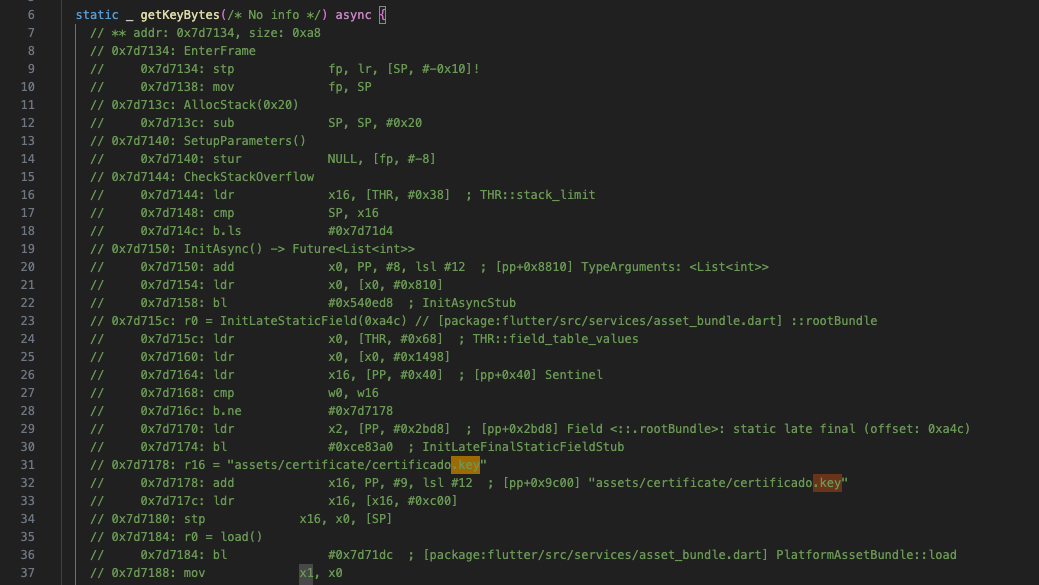 6 static _ getKeyBytes(/* No info */) async {
7 // ** addr: 0x7d7134, size: 0xa8
8 // 0x7d7134: EnterFrame
9 //     0x7d7134: stp             fp, lr, [SP, #-0x10]!
10 //     0x7d7138: mov             fp, SP
11 // 0x7d713c: AllocStack(0x20)
12 //     0x7d713c: sub             SP, SP, #0x20
13 // 0x7d7140: SetupParameters()
14 //     0x7d7140: stur            NULL, [fp, #-8]
15 // 0x7d7144: CheckStackOverflow
16 //     0x7d7144: ldr             x16, [THR, #0x38]  ; THR::stack_limit
17 //     0x7d7148: cmp             SP, x16
18 //     0x7d714c: b.ls            #0x7d71d4
19 // 0x7d7150: InitAsync() -> Future<List<int>>
20 //     0x7d7150: add             x0, PP, #8, lsl #12  ; [pp+0x8810] TypeArguments: <List<int>>
21 //     0x7d7154: ldr             x0, [x0, #0x810]
22 //     0x7d7158: bl              #0x540ed8  ; InitAsyncStub
23 // 0x7d715c: r0 = InitLateStaticField(0xa4c) // [package:flutter/src/services/asset_bundle.dart] ::rootBundle
24 //     0x7d715c: ldr             x0, [THR, #0x68]  ; THR::field_table_values
25 //     0x7d7160: ldr             x0, [x0, #0x1498]
26 //     0x7d7164: ldr             x16, [PP, #0x40]  ; [pp+0x40] Sentinel
27 //     0x7d7168: cmp             w0, w16
28 //     0x7d716c: b.ne            #0x7d7178
29 //     0x7d7170: ldr             x2, [PP, #0x2bd8]  ; [pp+0x2bd8] Field <::.rootBundle>: static late final (offset: 0xa4c)
30 //     0x7d7174: bl              #0xce83a0  ; InitLateFinalStaticFieldStub
31 // 0x7d7178: r16 = "assets/certificate/certificado.key"
32 //     0x7d7178: add             x16, PP, #9, lsl #12  ; [pp+0x9c00] "assets/certificate/certificado.key"
33 //     0x7d717c: ldr             x16, [x16, #0xc00]
34 // 0x7d7180: stp             x16, x0, [SP]
35 // 0x7d7184: r0 = load()
36 //     0x7d7184: bl              #0x7d71dc  ; [package:flutter/src/services/asset_bundle.dart] PlatformAssetBundle::load
37 // 0x7d7188: mov             x1, x0